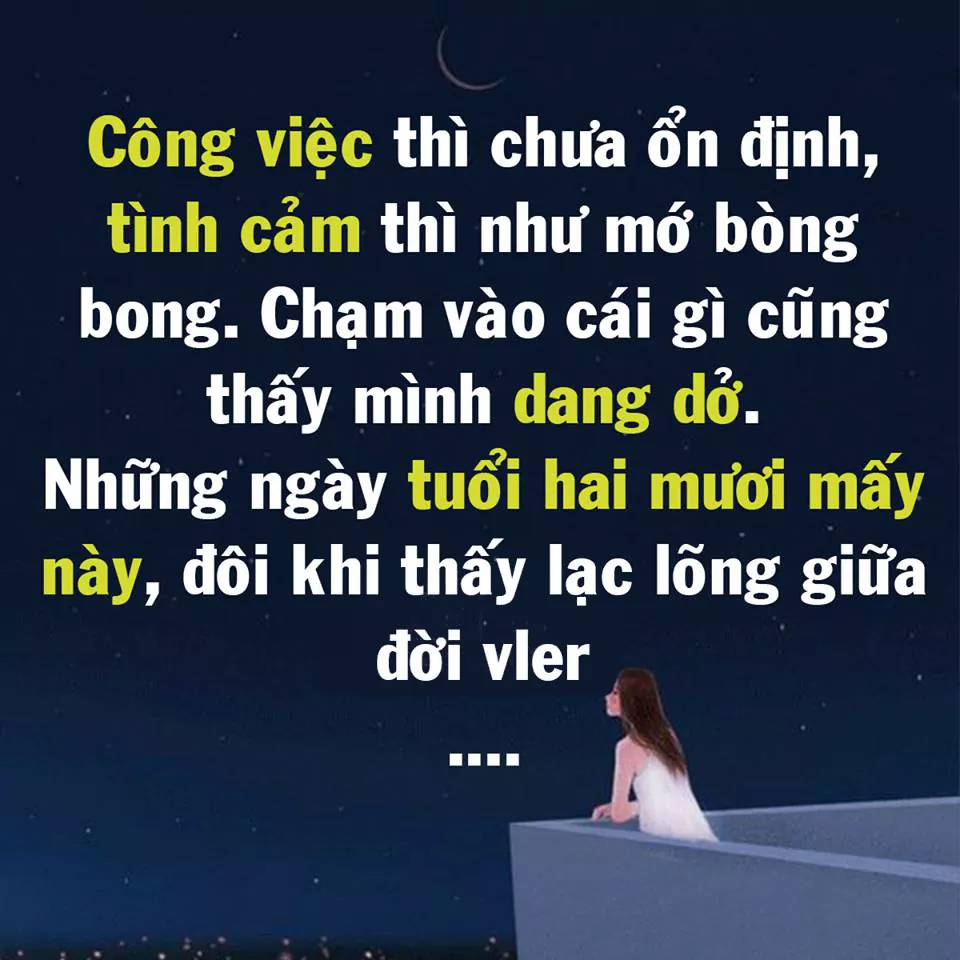 Công việc thì chưa ổn định,
tình cảm thì như mớ bòng
bong. Chạm vào cái gì cũng
thấy mình dang dở.
Những ngày tuổi hai mươi mấy
này, đôi khi thấy lạc lõng giữa
đời vler
....